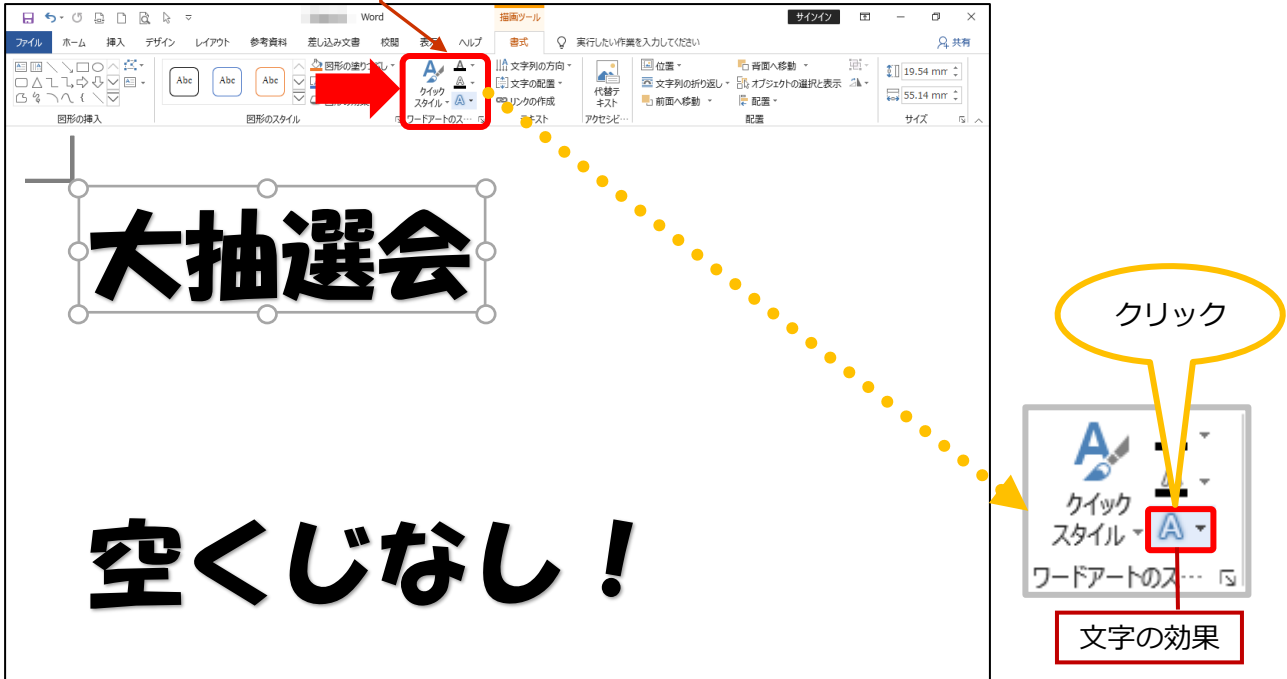 Word
描画ツール
サインイン
ファイル ホーム 挿入 デザイン レイアウト 参考資料 差し込み文書 校閲 表示 ヘルプ 書式 実行したい作業を入力してください 共有
Abc Abc Abc
クイック
スタイル
文字列の方向
文字の配置
リンクの作成
代替テ
キスト
位置
文字列の折り返し
前面へ移動
背面へ移動
オブジェクトの選択と表示
配置
19.54 mm
55.14 mm
図形の挿入 図形のスタイル ワードアートのス… テキスト アクセシビ… 配置 サイズ
大抽選会
空くじなし！
クリック
クイック
スタイル
ワードアートのス…
文字の効果